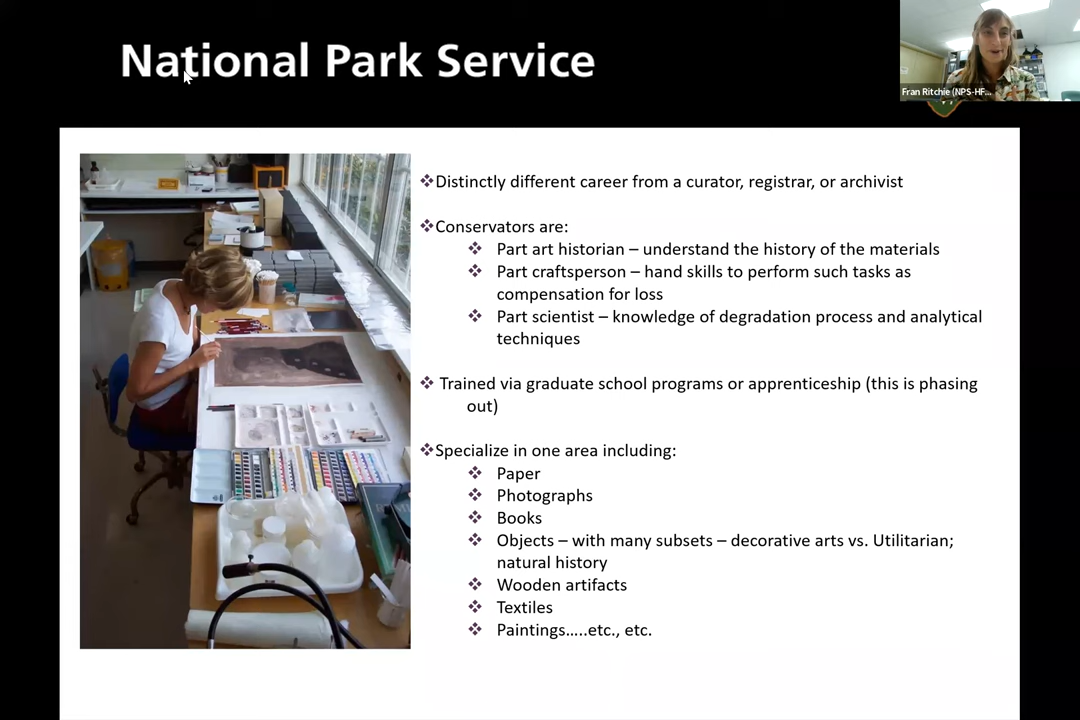 National Park Service
Fran Ritchie (NPS-HF...
❖Distinctly different career from a curator, registrar, or archivist
❖Conservators are:
❖ Part art historian – understand the history of the materials
❖ Part craftsperson – hand skills to perform such tasks as
compensation for loss
❖ Part scientist – knowledge of degradation process and analytical
techniques
❖ Trained via graduate school programs or apprenticeship (this is phasing
out)
❖Specialize in one area including:
❖ Paper
❖ Photographs
❖ Books
❖ Objects – with many subsets – decorative arts vs. Utilitarian;
natural history
❖ Wooden artifacts
❖ Textiles
❖ Paintings…..etc., etc.